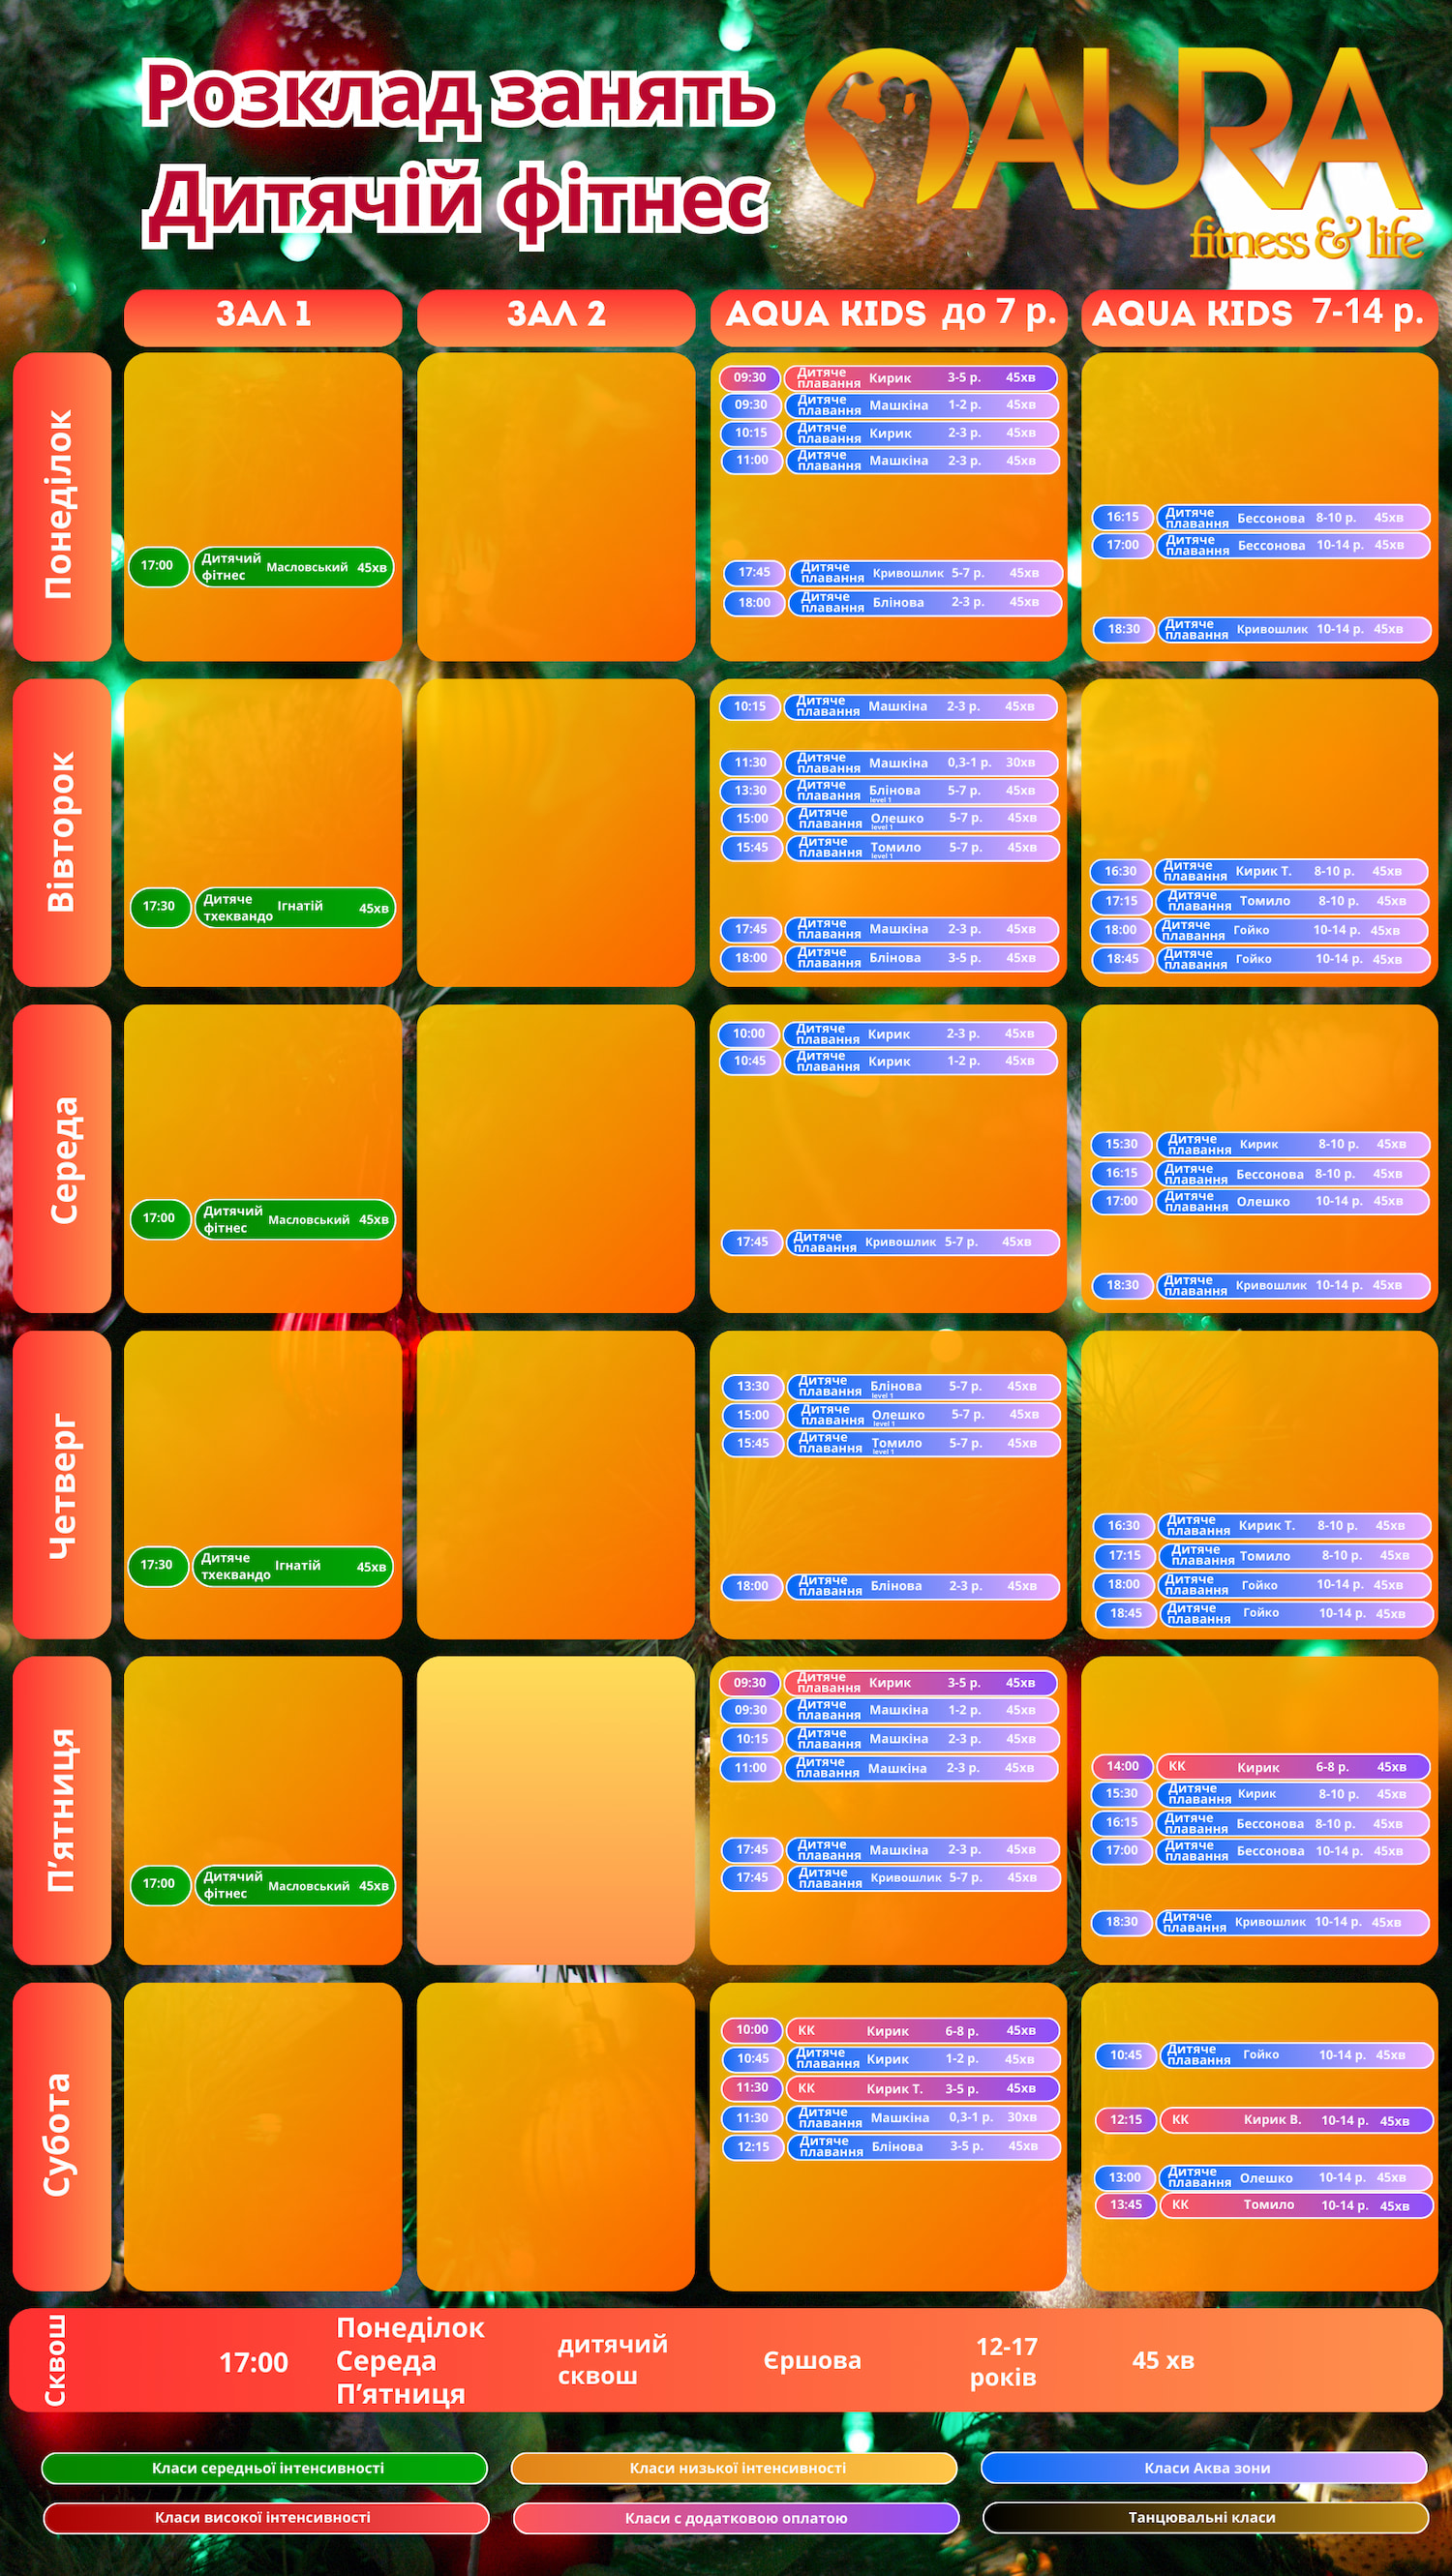 Розклад занять
Дитячій фітнес
AURA
fitness & life
ЗАЛ 1
ЗАЛ 2
AQUA KIDS до 7 р.
AQUA KIDS 7-14 р.
Понеділок
17:00 Дитячий фітнес Масловський 45хв
09:30 Дитяче плавання Кирик 3-5 р. 45хв
09:30 Дитяче плавання Машкіна 1-2 р. 45хв
10:15 Дитяче плавання Кирик 2-3 р. 45хв
11:00 Дитяче плавання Машкіна 2-3 р. 45хв
17:45 Дитяче плавання Кривошлик 5-7 р. 45хв
18:00 Дитяче плавання Блінова 2-3 р. 45хв
16:15 Дитяче плавання Бессонова 8-10 р. 45хв
17:00 Дитяче плавання Бессонова 10-14 р. 45хв
18:30 Дитяче плавання Кривошлик 10-14 р. 45хв
Вівторок
17:30 Дитяче тхеквандо Ігнатій 45хв
10:15 Дитяче плавання Машкіна 2-3 р. 45хв
11:30 Дитяче плавання Машкіна 0,3-1 р. 30хв
13:30 Дитяче плавання Блінова level 1 5-7 р. 45хв
15:00 Дитяче плавання Олешко level 1 5-7 р. 45хв
15:45 Дитяче плавання Томило level 1 5-7 р. 45хв
17:45 Дитяче плавання Машкіна 2-3 р. 45хв
18:00 Дитяче плавання Блінова 3-5 р. 45хв
16:30 Дитяче плавання Кирик Т. 8-10 р. 45хв
17:15 Дитяче плавання Томило 8-10 р. 45хв
18:00 Дитяче плавання Гойко 10-14 р. 45хв
18:45 Дитяче плавання Гойко 10-14 р. 45хв
Середа
17:00 Дитячий фітнес Масловський 45хв
10:00 Дитяче плавання Кирик 2-3 р. 45хв
10:45 Дитяче плавання Кирик 1-2 р. 45хв
17:45 Дитяче плавання Кривошлик 5-7 р. 45хв
15:30 Дитяче плавання Кирик 8-10 р. 45хв
16:15 Дитяче плавання Бессонова 8-10 р. 45хв
17:00 Дитяче плавання Олешко 10-14 р. 45хв
18:30 Дитяче плавання Кривошлик 10-14 р. 45хв
Четверг
17:30 Дитяче тхеквандо Ігнатій 45хв
13:30 Дитяче плавання Блінова level 1 5-7 р. 45хв
15:00 Дитяче плавання Олешко level 1 5-7 р. 45хв
15:45 Дитяче плавання Томило level 1 5-7 р. 45хв
18:00 Дитяче плавання Блінова 2-3 р. 45хв
16:30 Дитяче плавання Кирик Т. 8-10 р. 45хв
17:15 Дитяче плавання Томило 8-10 р. 45хв
18:00 Дитяче плавання Гойко 10-14 р. 45хв
18:45 Дитяче плавання Гойко 10-14 р. 45хв
П'ятниця
17:00 Дитячий фітнес Масловський 45хв
09:30 Дитяче плавання Кирик 3-5 р. 45хв
09:30 Дитяче плавання Машкіна 1-2 р. 45хв
10:15 Дитяче плавання Машкіна 2-3 р. 45хв
11:00 Дитяче плавання Машкіна 2-3 р. 45хв
17:45 Дитяче плавання Машкіна 2-3 р. 45хв
17:45 Дитяче плавання Кривошлик 5-7 р. 45хв
14:00 КК Кирик 6-8 р. 45хв
15:30 Дитяче плавання Кирик 8-10 р. 45хв
16:15 Дитяче плавання Бессонова 8-10 р. 45хв
17:00 Дитяче плавання Бессонова 10-14 р. 45хв
18:30 Дитяче плавання Кривошлик 10-14 р. 45хв
Субота
10:00 КК Кирик 6-8 р. 45хв
10:45 Дитяче плавання Кирик 1-2 р. 45хв
11:30 КК Кирик Т. 3-5 р. 45хв
11:30 Дитяче плавання Машкіна 0,3-1 р. 30хв
12:15 Дитяче плавання Блінова 3-5 р. 45хв
10:45 Дитяче плавання Гойко 10-14 р. 45хв
12:15 КК Кирик В. 10-14 р. 45хв
13:00 Дитяче плавання Олешко 10-14 р. 45хв
13:45 КК Томило 10-14 р. 45хв
Сквош
17:00
Понеділок
Середа
П'ятниця
дитячий
сквош
Єршова
12-17
років
45 хв
Класи середньої інтенсивності
Класи низької інтенсивності
Класи Аква зони
Класи високої інтенсивності
Класи с додатковою оплатою
Танцювальні класи